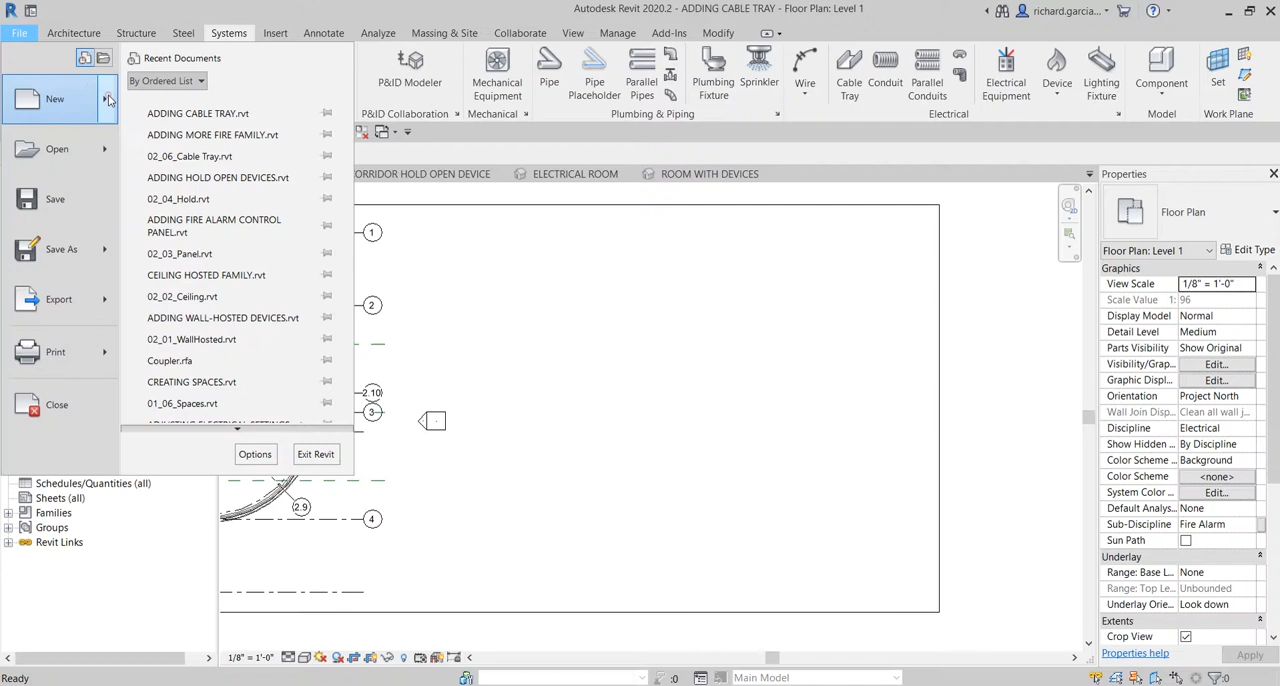 Autodesk Revit 2020.2 - ADDING CABLE TRAY - Floor Plan: Level 1
richard.garcia...
File Architecture Structure Steel Systems Insert Annotate Analyze Massing & Site Collaborate View Manage Add-Ins Modify
Recent Documents
By Ordered List
New
Open
Save
Save As
Export
Print
Close
ADDING CABLE TRAY.rvt
ADDING MORE FIRE FAMILY.rvt
02_06_Cable Tray.rvt
ADDING HOLD OPEN DEVICES.rvt
02_04_Hold.rvt
ADDING FIRE ALARM CONTROL
PANEL.rvt
02_03_Panel.rvt
CEILING HOSTED FAMILY.rvt
02_02_Ceiling.rvt
ADDING WALL-HOSTED DEVICES.rvt
02_01_WallHosted.rvt
Coupler.rfa
CREATING SPACES.rvt
01_06_Spaces.rvt
Options Exit Revit
P&ID Modeler
Mechanical
Equipment
Pipe
Pipe
Placeholder
Parallel
Pipes
Plumbing
Fixture
Sprinkler
Wire
Cable
Tray
Conduit
Parallel
Conduits
Electrical
Equipment
Device
Lighting
Fixture
Component
Set
P&ID Collaboration Mechanical Plumbing & Piping Electrical Model Work Plane
CORRIDOR HOLD OPEN DEVICE ELECTRICAL ROOM ROOM WITH DEVICES
1
2
2.10
3
2.9
4
Schedules/Quantities (all)
Sheets (all)
Families
Groups
Revit Links
Properties
Floor Plan
Floor Plan: Level 1 Edit Type
Graphics
View Scale 1/8" = 1'-0"
Scale Value 1: 96
Display Model Normal
Detail Level Medium
Parts Visibility Show Original
Visibility/Grap... Edit...
Graphic Displ... Edit...
Orientation Project North
Wall Join Disp... Clean all wall j...
Discipline Electrical
Show Hidden ... By Discipline
Color Scheme ... Background
Color Scheme <none>
System Color ... Edit...
Default Analys... None
Sub-Discipline Fire Alarm
Sun Path
Underlay
Range: Base L... None
Range: Top Le... Unbounded
Underlay Orie... Look down
Extents
Crop View
Properties help Apply
1/8" = 1'-0"
Ready
:0
Main Model
:0